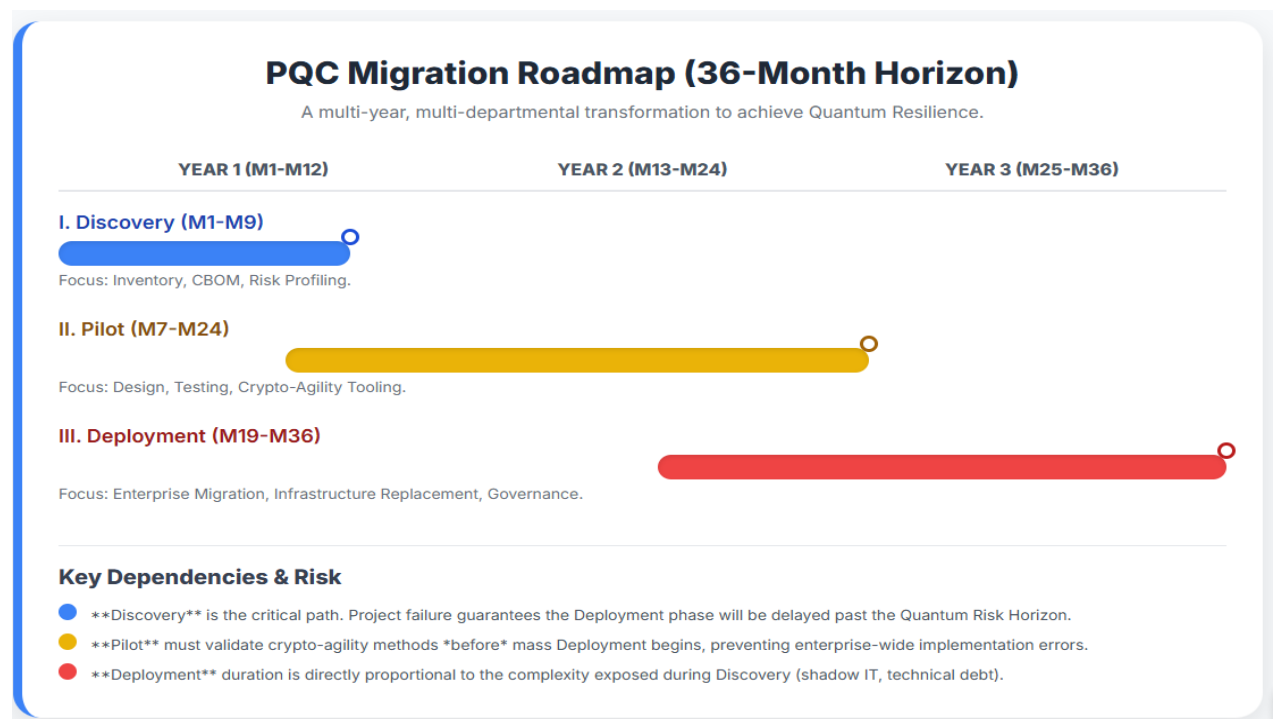 PQC Migration Roadmap (36-Month Horizon)
A multi-year, multi-departmental transformation to achieve Quantum Resilience.
YEAR 1 (M1-M12) YEAR 2 (M13-M24) YEAR 3 (M25-M36)
I. Discovery (M1-M9)
Focus: Inventory, CBOM, Risk Profiling.
II. Pilot (M7-M24)
Focus: Design, Testing, Crypto-Agility Tooling.
III. Deployment (M19-M36)
Focus: Enterprise Migration, Infrastructure Replacement, Governance.
Key Dependencies & Risk
**Discovery** is the critical path. Project failure guarantees the Deployment phase will be delayed past the Quantum Risk Horizon.
**Pilot** must validate crypto-agility methods *before* mass Deployment begins, preventing enterprise-wide implementation errors.
**Deployment** duration is directly proportional to the complexity exposed during Discovery (shadow IT, technical debt).